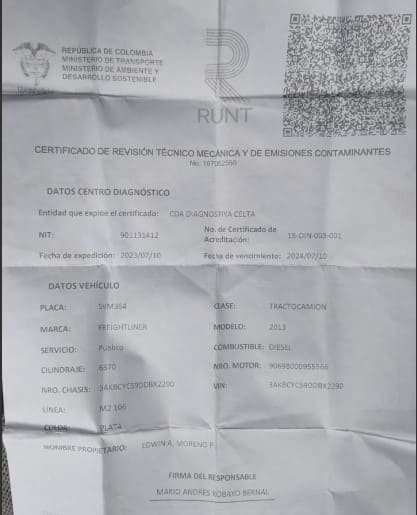 REPÚBLICA DE COLOMBIA
MINISTERIO DE TRANSPORTE
MINISTERIO DE AMBIENTE Y
DESARROLLO SOSTENIBLE
RUNT
CERTIFICADO DE REVISIÓN TÉCNICO MECÁNICA Y DE EMISIONES CONTAMINANTES
No. 167002559
DATOS CENTRO DIAGNÓSTICO
Entidad que expide el certificado: CDA DIAGNOSTIYA CELTA
NIT: 901131412 No. de Certificado de Acreditación: 18-OIN-093-001
Fecha de expedición: 2023/07/10 Fecha de vencimiento: 2024/07/10
DATOS VEHÍCULO
PLACA: SVM364 CLASE: TRACTOCAMION
MARCA: FREIGHTLINER MODELO: 2013
SERVICIO: Público COMBUSTIBLE: DIESEL
CILINDRAJE: 6370 NRO. MOTOR: 90698000955566
NRO. CHASIS: 3AKBCYCS90DBX2290 VIN: 3AKBCYCS90DBX2290
LINEA: M2 106
COLOR: PLATA
NOMBRE PROPIETARIO: EDWIN A. MORENO P.
FIRMA DEL RESPONSABLE
MARIO ANDRES ROBAYO BERNAL